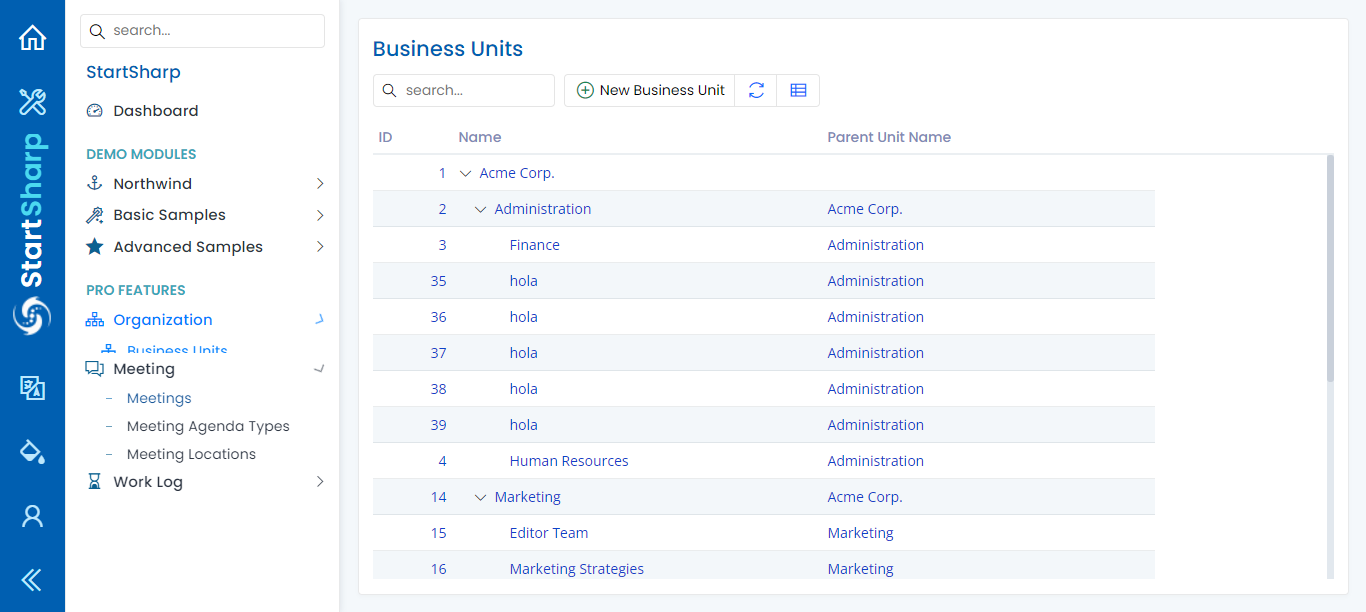 StartSharp
search...
StartSharp
Dashboard
DEMO MODULES
Northwind
Basic Samples
Advanced Samples
PRO FEATURES
Organization
Business Units
Meeting
Meetings
Meeting Agenda Types
Meeting Locations
Work Log
Business Units
search...
New Business Unit
ID Name Parent Unit Name
1 Acme Corp.
2 Administration Acme Corp.
3 Finance Administration
35 hola Administration
36 hola Administration
37 hola Administration
38 hola Administration
39 hola Administration
4 Human Resources Administration
14 Marketing Acme Corp.
15 Editor Team Marketing
16 Marketing Strategies Marketing